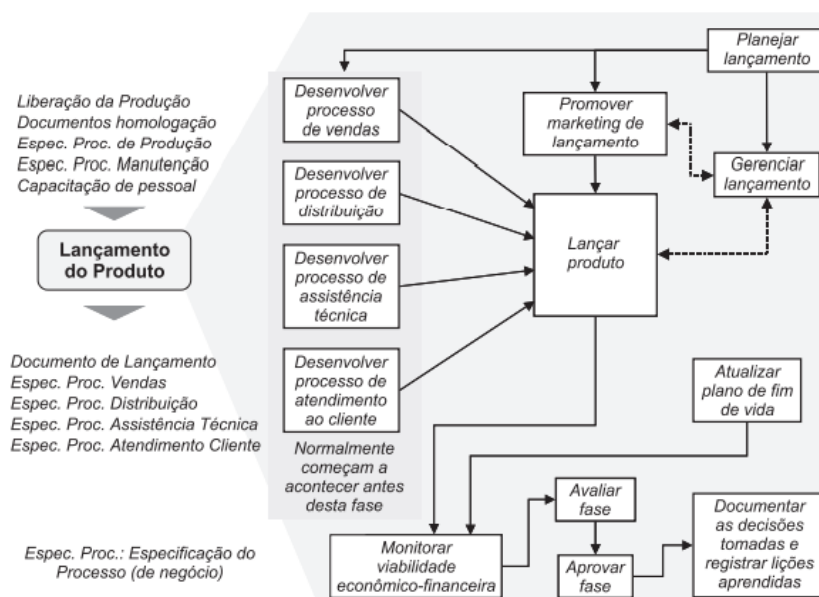 Liberação da Produção
Documentos homologação
Espec. Proc. de Produção
Espec. Proc. Manutenção
Capacitação de pessoal
Lançamento
do Produto
Documento de Lançamento
Espec. Proc. Vendas
Espec. Proc. Distribuição
Espec. Proc. Assistência Técnica
Espec. Proc. Atendimento Cliente
Espec. Proc.: Especificação do
Processo (de negócio)
Desenvolver
processo
de vendas
Desenvolver
processo de
distribuição
Desenvolver
processo de
assistência
técnica
Desenvolver
processo de
atendimento
ao cliente
Normalmente
começam a
acontecer antes
desta fase
Planejar
lançamento
Promover
marketing de
lançamento
Gerenciar
lançamento
Lançar
produto
Atualizar
plano de fim
de vida
Monitorar
viabilidade
econômico-financeira
Avaliar
fase
Aprovar
fase
Documentar
as decisões
tomadas e
registrar lições
aprendidas